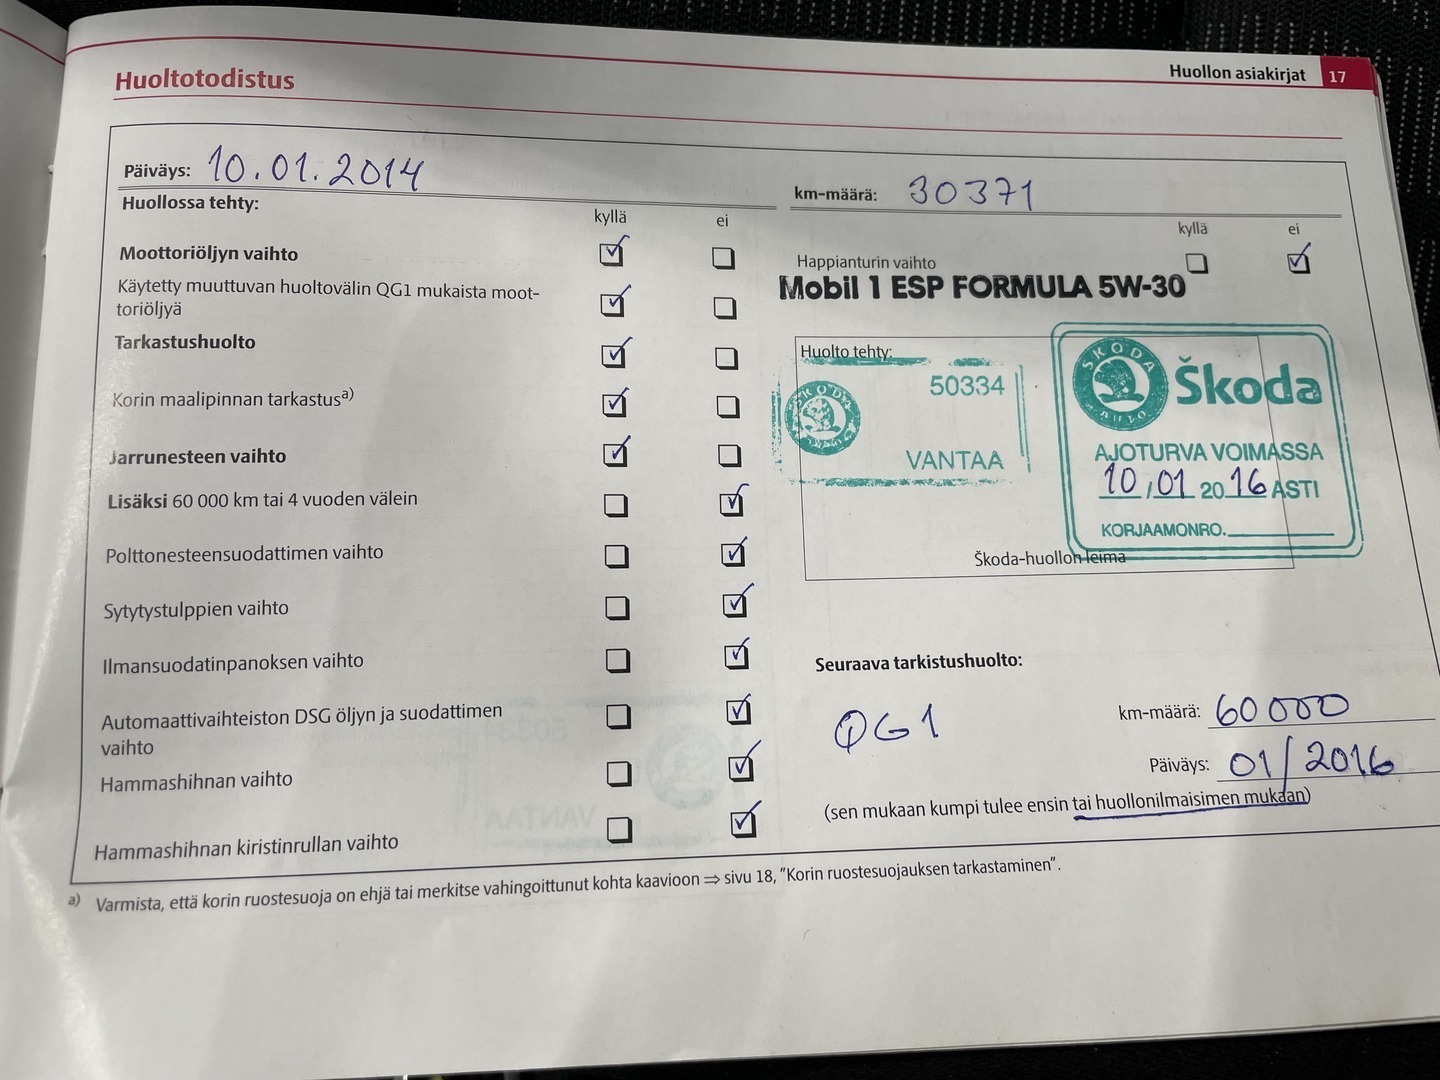 Huoltotodistus
Huollon asiakirjat 17
Päiväys: 10.01.2014
km-määrä: 30371
Huollossa tehty:
kyllä ei
kyllä ei
Moottoriöljyn vaihto
Käytetty muuttuvan huoltovälin QG1 mukaista moot-
toriöljyä
Tarkastushuolto
Korin maalipinnan tarkastus a)
Jarrunesteen vaihto
Lisäksi 60 000 km tai 4 vuoden välein
Polttonesteensuodattimen vaihto
Sytytystulppien vaihto
Ilmansuodatinpanoksen vaihto
Automaattivaihteiston DSG öljyn ja suodattimen
vaihto
Hammashihnan vaihto
Hammashihnan kiristinrullan vaihto
Happianturin vaihto
Mobil 1 ESP FORMULA 5W-30
Huolto tehty:
SKODA
50334
VANTAA
SKODA
AUTO
Škoda
AJOTURVA VOIMASSA
10,01 2016 ASTI
KORJAAMONRO.
Škoda-huollon leima
Seuraava tarkistushuolto:
QG1
km-määrä: 60000
Päiväys: 01/2016
(sen mukaan kumpi tulee ensin tai huollonilmaisimen mukaan)
a) Varmista, että korin ruostesuoja on ehjä tai merkitse vahingoittunut kohta kaavioon ⇒ sivu 18, "Korin ruostesuojauksen tarkastaminen".